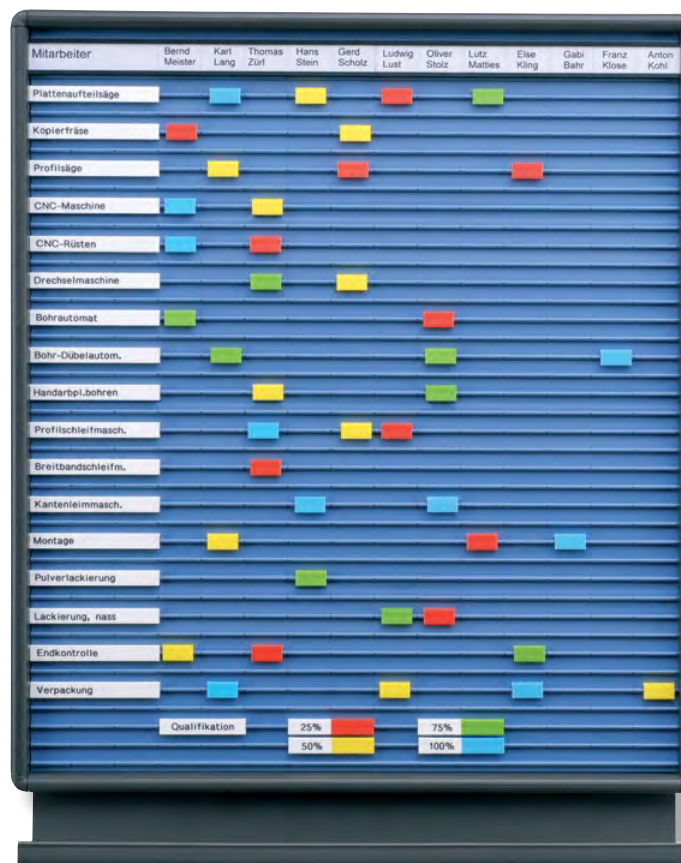 Mitarbeiter Bernd Meister Karl Lang Thomas Zürl Hans Stein Gerd Scholz Ludwig Lust Oliver Stolz Lutz Matties Else Kling Gabi Bahr Franz Klose Anton Kohl
Plattenaufteilsäge
Kopierfräse
Profilsäge
CNC-Maschine
CNC-Rüsten
Drechselmaschine
Bohrautomat
Bohr-Dübelautom.
Handarbpl.bohren
Profilschleifmasch.
Breitbandschleifm.
Kantenleimmasch.
Montage
Pulverlackierung
Lackierung, nass
Endkontrolle
Verpackung
Qualifikation 25% 75%
50% 100%